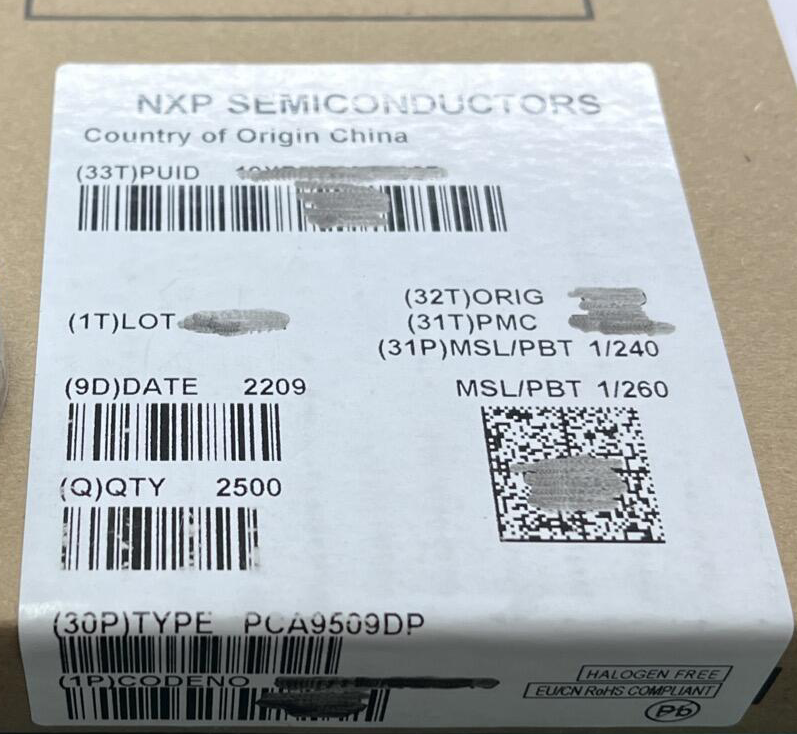 NXP SEMICONDUCTORS
Country of Origin China
(33T)PUID
(32T)ORIG
(1T)LOT
(31T)PMC
(31P)MSL/PBT 1/240
(9D)DATE 2209
MSL/PBT 1/260
(Q)QTY 2500
(30P)TYPE PCA9509DP
(1P)CODENO
HALOGEN FREE
EU/CN RoHS COMPLIANT
Pb